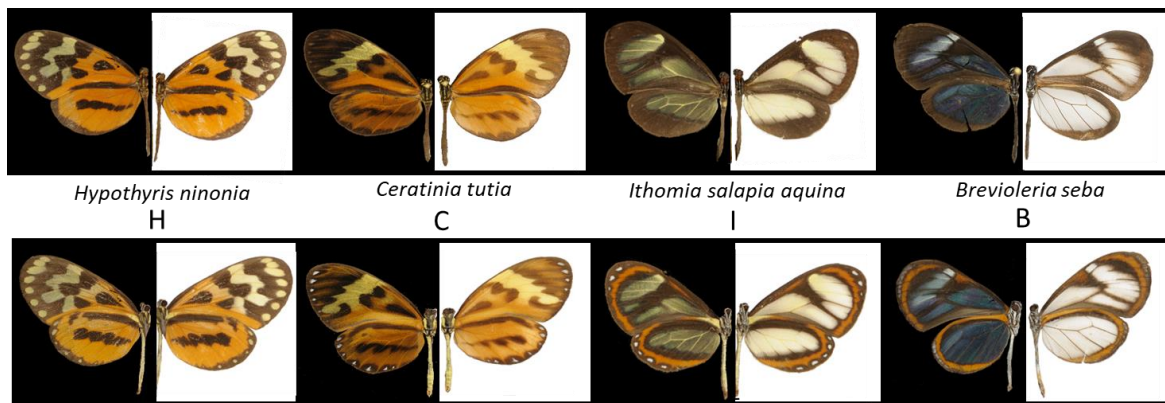 Hypothyris ninonia
Ceratinia tutia
Ithomia salapia aquina
Brevioleria seba
H
C
I
B